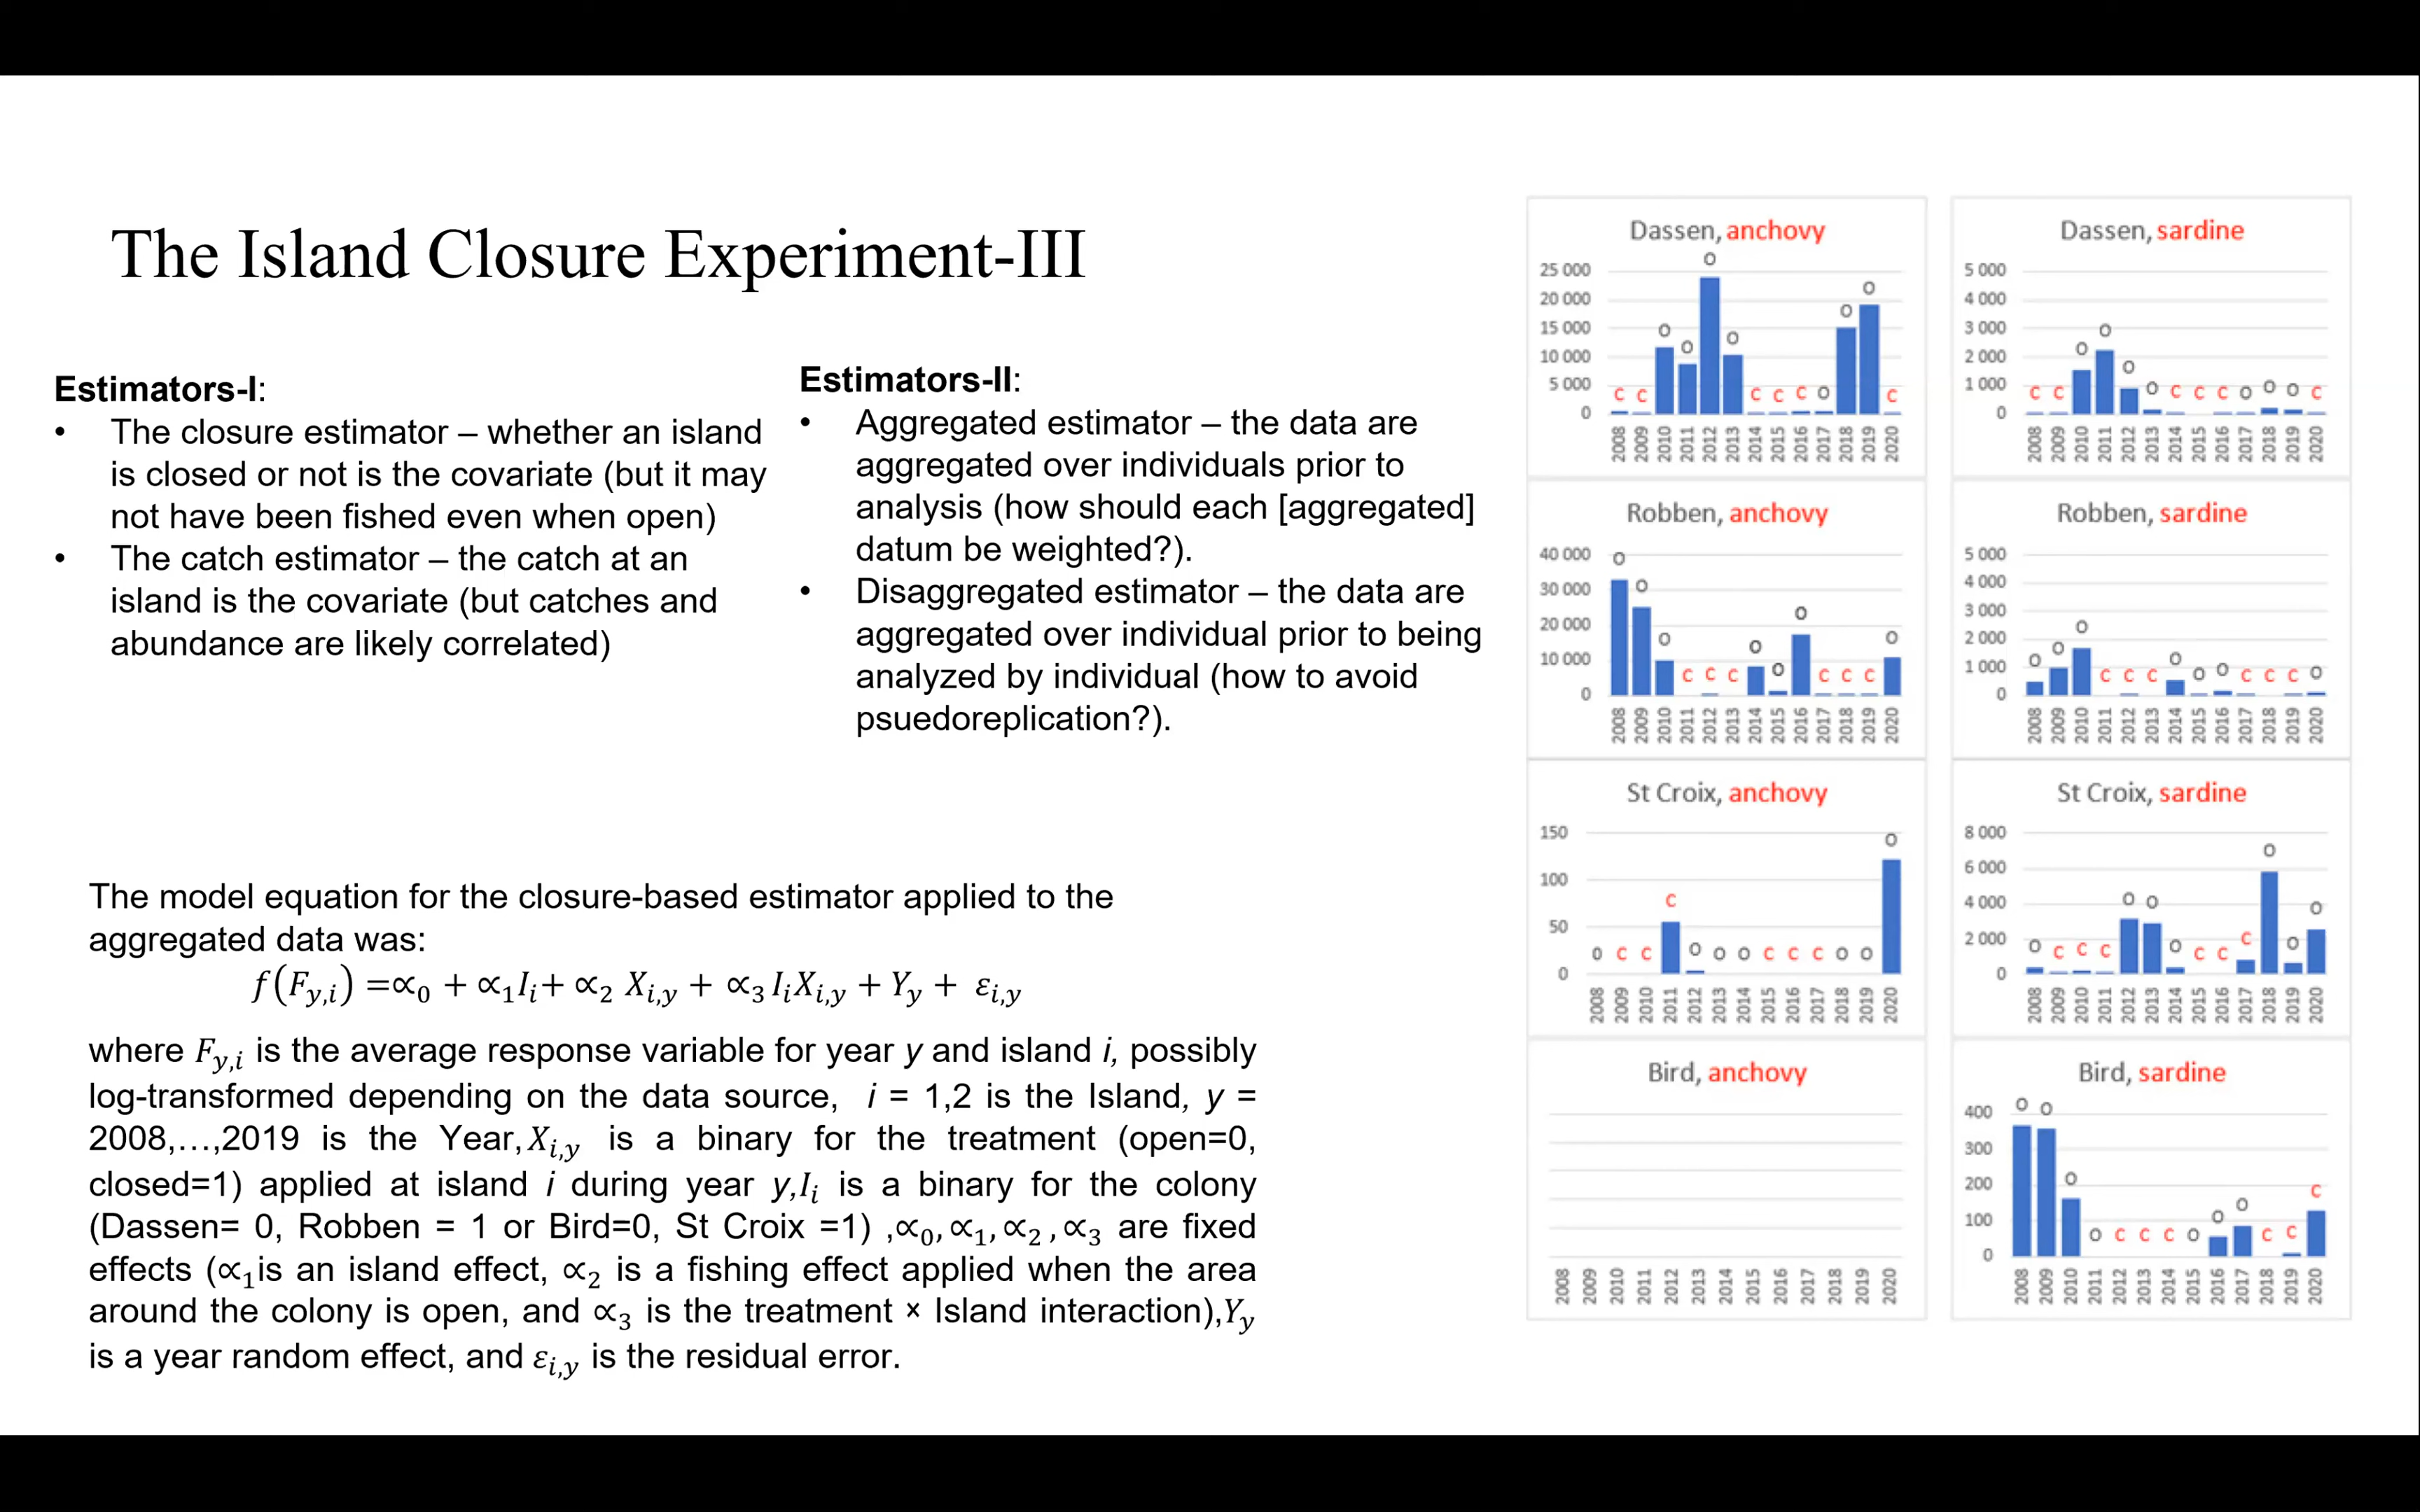 The Island Closure Experiment-III
Estimators-I:
• The closure estimator – whether an island
is closed or not is the covariate (but it may
not have been fished even when open)
• The catch estimator – the catch at an
island is the covariate (but catches and
abundance are likely correlated)
Estimators-II:
• Aggregated estimator – the data are
aggregated over individuals prior to
analysis (how should each [aggregated]
datum be weighted?).
• Disaggregated estimator – the data are
aggregated over individual prior to being
analyzed by individual (how to avoid
psuedoreplication?).
The model equation for the closure-based estimator applied to the
aggregated data was:
f(F_{y,i}) =∝_0 + ∝_1 I_i + ∝_2 X_{i,y} + ∝_3 I_i X_{i,y} + Y_y + ε_{i,y}
where F_{y,i} is the average response variable for year y and island i, possibly
log-transformed depending on the data source, i = 1,2 is the Island, y =
2008,…,2019 is the Year, X_{i,y} is a binary for the treatment (open=0,
closed=1) applied at island i during year y, I_i is a binary for the colony
(Dassen= 0, Robben = 1 or Bird=0, St Croix =1) ,∝_0, ∝_1, ∝_2 , ∝_3 are fixed
effects (∝_1 is an island effect, ∝_2 is a fishing effect applied when the area
around the colony is open, and ∝_3 is the treatment × Island interaction), Y_y
is a year random effect, and ε_{i,y} is the residual error.
Dassen, anchovy
25 000
20 000
15 000
10 000
5 000
0
C C O O O O C C C O O O C
2008 2009 2010 2011 2012 2013 2014 2015 2016 2017 2018 2019 2020
Dassen, sardine
5 000
4 000
3 000
2 000
1 000
0
C C O O O O C C C O O O C
2008 2009 2010 2011 2012 2013 2014 2015 2016 2017 2018 2019 2020
Robben, anchovy
40 000
30 000
20 000
10 000
0
O O O C C C O O O C C C O
2008 2009 2010 2011 2012 2013 2014 2015 2016 2017 2018 2019 2020
Robben, sardine
5 000
4 000
3 000
2 000
1 000
0
O O O C C C O O O C C C O
2008 2009 2010 2011 2012 2013 2014 2015 2016 2017 2018 2019 2020
St Croix, anchovy
150
100
50
0
O C C C O O O C C C O O O
2008 2009 2010 2011 2012 2013 2014 2015 2016 2017 2018 2019 2020
St Croix, sardine
8 000
6 000
4 000
2 000
0
O C C C O O O C C C O O O
2008 2009 2010 2011 2012 2013 2014 2015 2016 2017 2018 2019 2020
Bird, anchovy
2008 2009 2010 2011 2012 2013 2014 2015 2016 2017 2018 2019 2020
Bird, sardine
400
300
200
100
0
O O O O C C C O O O C C C
2008 2009 2010 2011 2012 2013 2014 2015 2016 2017 2018 2019 2020